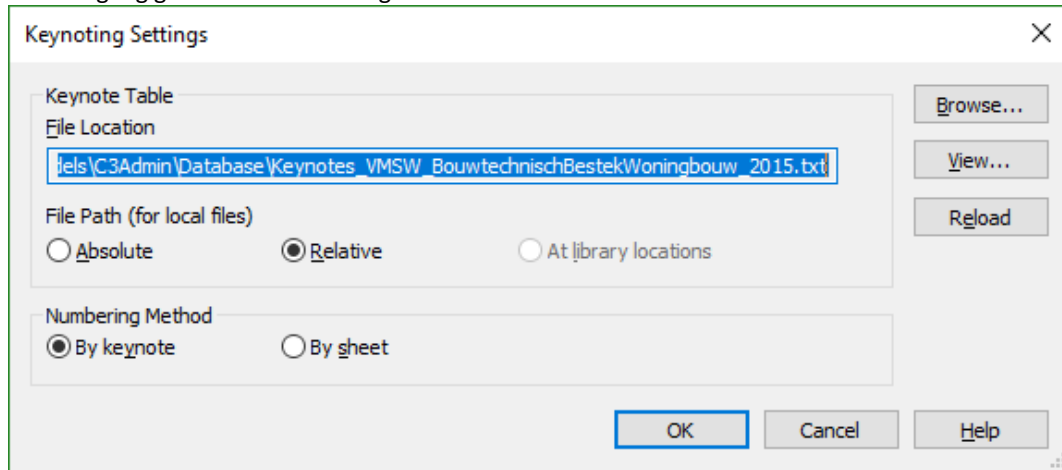 Keynoting Settings
Keynote Table
File Location
dels\C3Admin\Database\Keynotes_VMSW_BouwtechnischBestekWoningbouw_2015.txt
File Path (for local files)
Absolute
Relative
At library locations
Numbering Method
By keynote
By sheet
Browse...
View...
Reload
OK
Cancel
Help